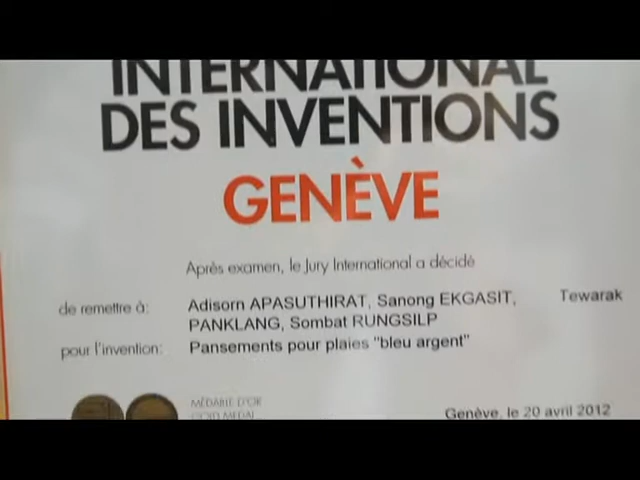 INTERNATIONAL
DES INVENTIONS
GENÈVE
Après examen, le Jury International a décidé
de remettre à: Adisorn APASUTHIRAT, Sanong EKGASIT, Tewarak
PANKLANG, Sombat RUNGSILP
pour l'invention: Pansements pour plaies "bleu argent"
MÉDAILLE D'OR
GOLD MEDAL
Genève, le 20 avril 2012